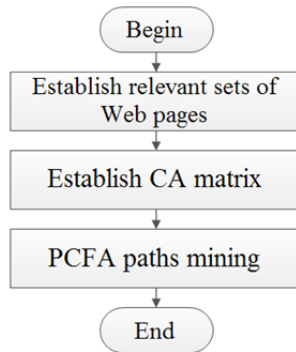 Begin
Establish relevant sets of
Web pages
Establish CA matrix
PCFA paths mining
End